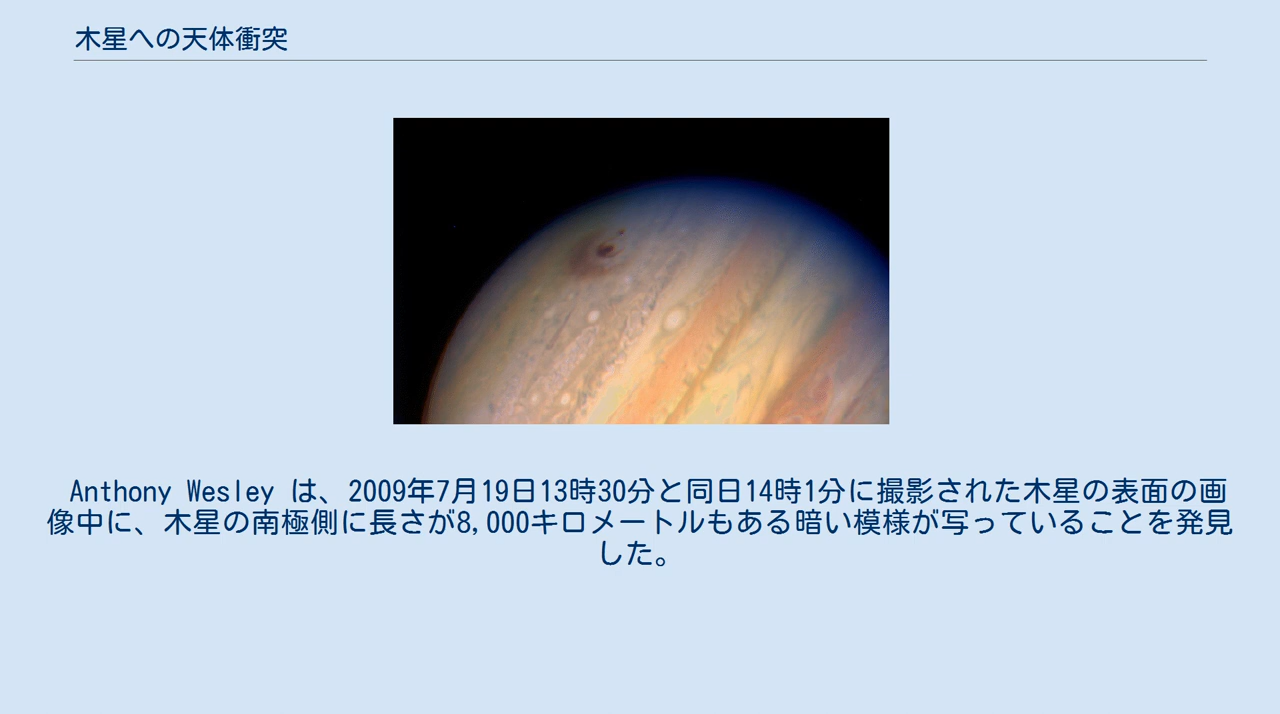 木星への天体衝突
Anthony Wesley は、2009年7月19日13時30分と同日14時1分に撮影された木星の表面の画
像中に、木星の南極側に長さが8,000キロメートルもある暗い模様が写っていることを発見
した。